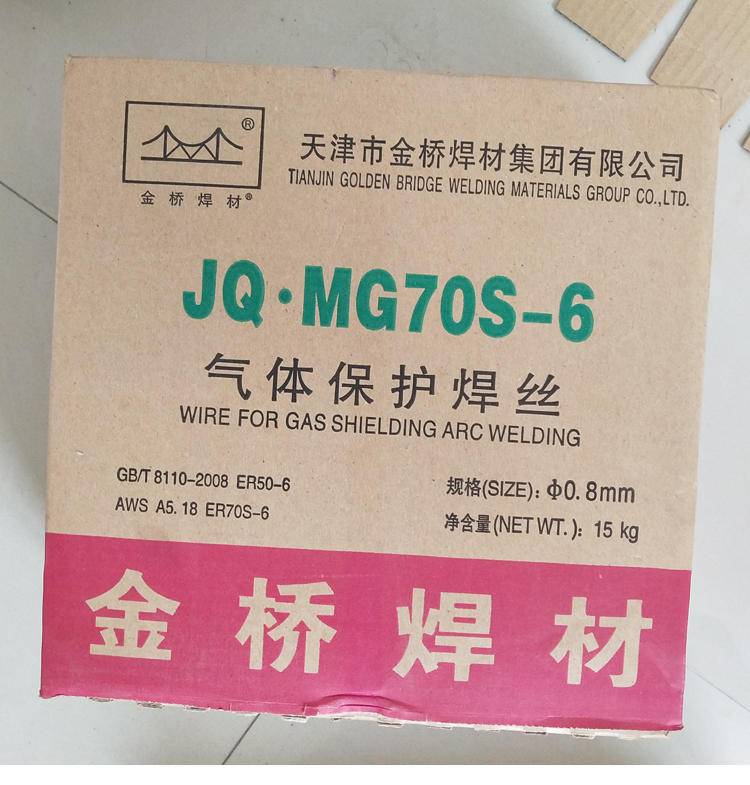 ®
金桥焊材®
天津市金桥焊材集团有限公司
TIANJIN GOLDEN BRIDGE WELDING MATERIALS GROUP CO.,LTD.
JQ·MG70S-6
气体保护焊丝
WIRE FOR GAS SHIELDING ARC WELDING
GB/T 8110-2008 ER50-6
AWS A5.18 ER70S-6
规格(SIZE): Φ0.8mm
净含量(NET WT.): 15 kg
金桥焊材